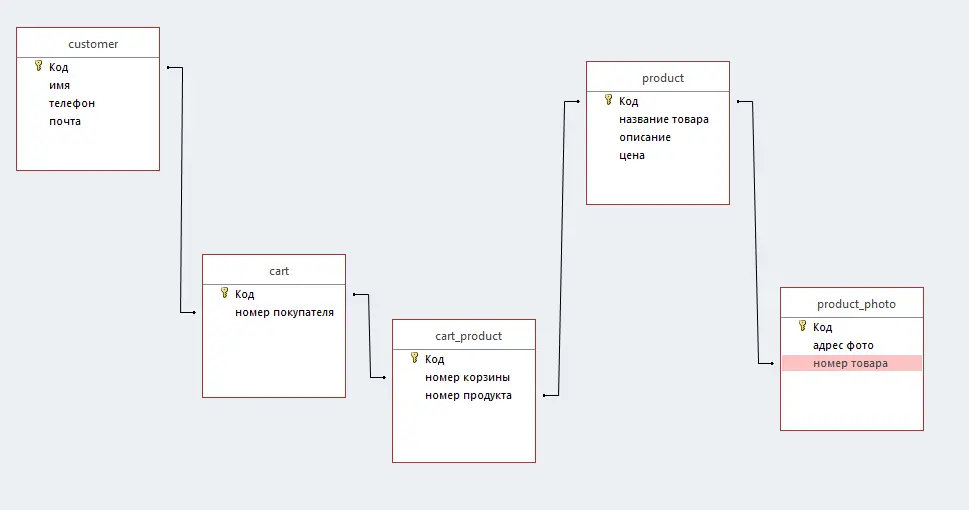 customer
Код
имя
телефон
почта
cart
Код
номер покупателя
cart_product
Код
номер корзины
номер продукта
product
Код
название товара
описание
цена
product_photo
Код
адрес фото
номер товара